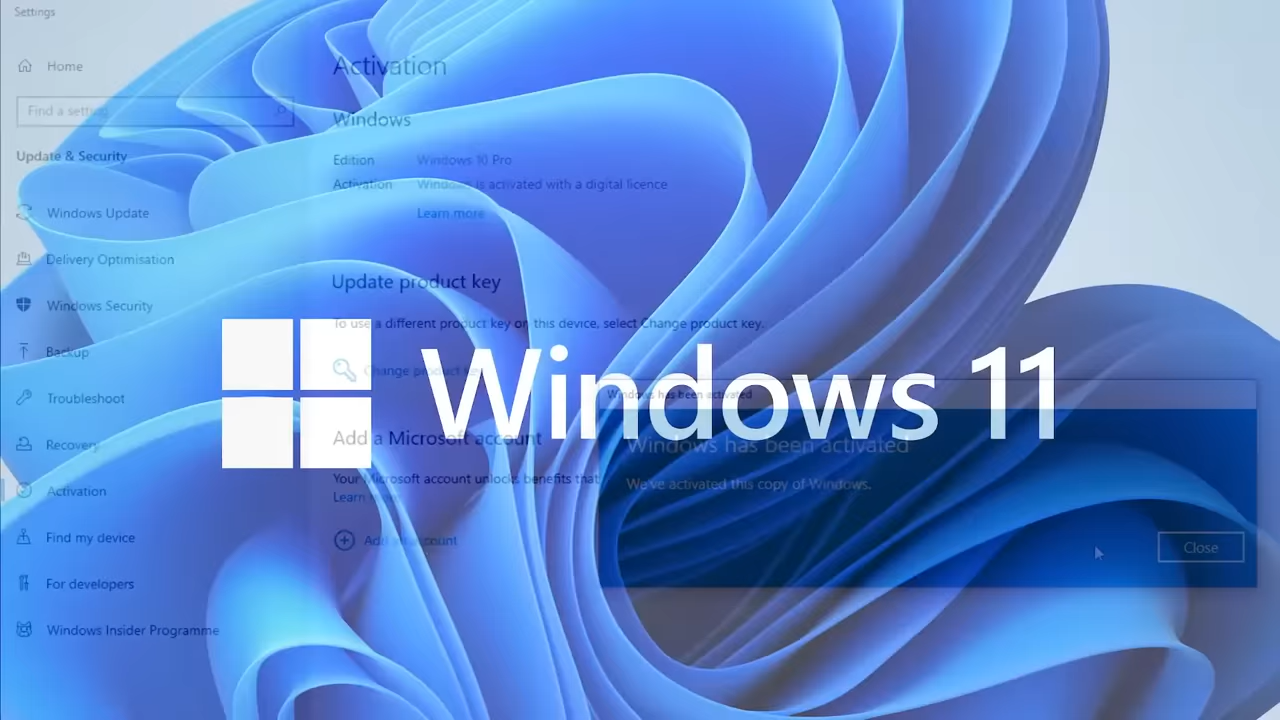 Settings
Home
Find a setting
Update & Security
Windows Update
Delivery Optimisation
Windows Security
Backup
Troubleshoot
Recovery
Activation
Find my device
For developers
Windows Insider Programme
Activation
Windows
Edition Windows 10 Pro
Activation Windows is activated with a digital licence
Learn more
Update product key
To use a different product key on this device, select Change product key.
Change product key
Add a Microsoft account
Your Microsoft account unlocks benefits that
Learn more
Add an account
Windows 11
Windows has been activated
Windows has been activated
We've activated this copy of Windows.
Close